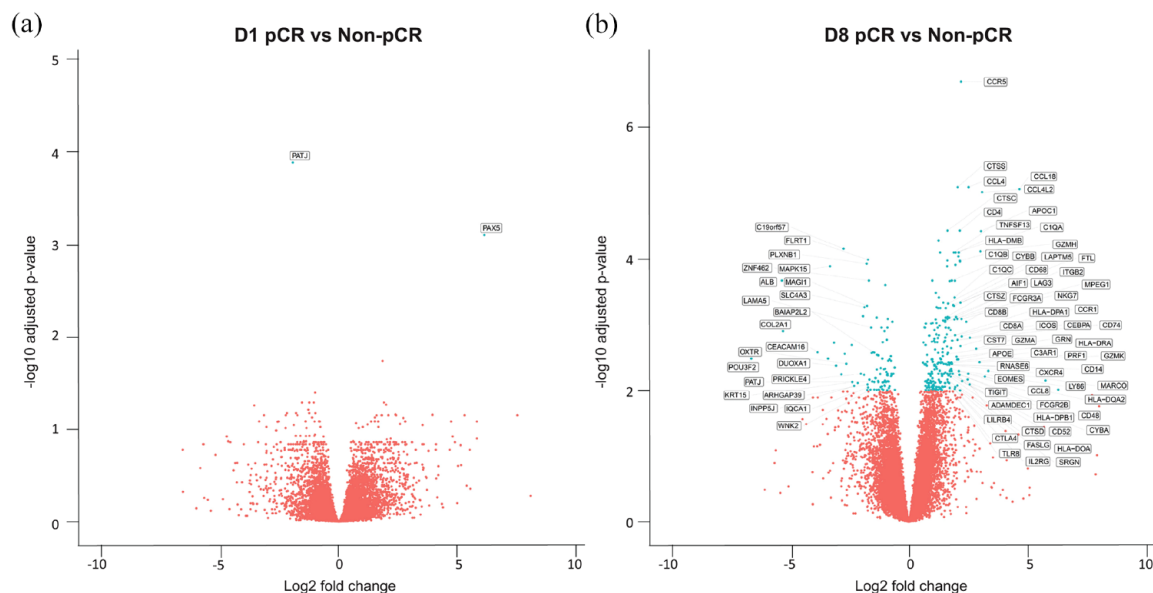 (a)
D1 pCR vs Non-pCR
5
4
3
2
1
0
-log10 adjusted p-value
PATJ
PAX5
-10
-5
0
5
10
Log2 fold change
(b)
D8 pCR vs Non-pCR
6
4
2
0
-log10 adjusted p-value
C19orf57
FLRT1
PLXNB1
ZNF462
MAPK15
ALB
MAGI1
SLC4A3
LAMA5
BAIAP2L2
COL2A1
CEACAM16
OXTR
DUOXA1
POU3F2
PRICKLE4
PATJ
KRT15
ARHGAP39
INPP5J
IQCA1
WNK2
CCR5
CTSS
CCL18
CCL4
CCL4L2
CTSC
CD4
APOC1
TNFSF13
C1QA
HLA-DMB
GZMH
C1QB
CYBB
LAPTM5
FTL
C1QC
CD68
ITGB2
AIF1
LAG3
MPEG1
CTSZ
FCGR3A
NKG7
CD8B
HLA-DPA1
CCR1
CD8A
ICOS
CEBPA
CD74
CST7
GZMA
GRN
HLA-DRA
APOE
C3AR1
PRF1
GZMK
RNASE6
CXCR4
CD14
EOMES
LY86
MARCO
TIGIT
CCL8
HLA-DQA2
ADAMDEC1
FCGR2B
LILRB4
HLA-DPB1
CD48
CTSD
CD52
CYBA
CTLA4
FASLG
HLA-DOA
TLR8
IL2RG
SRGN
-10
-5
0
5
10
Log2 fold change